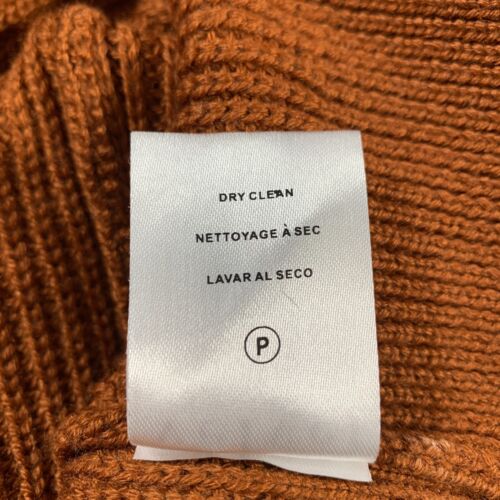 DRY CLEAN
NETTOYAGE À SEC
LAVAR AL SECO
P